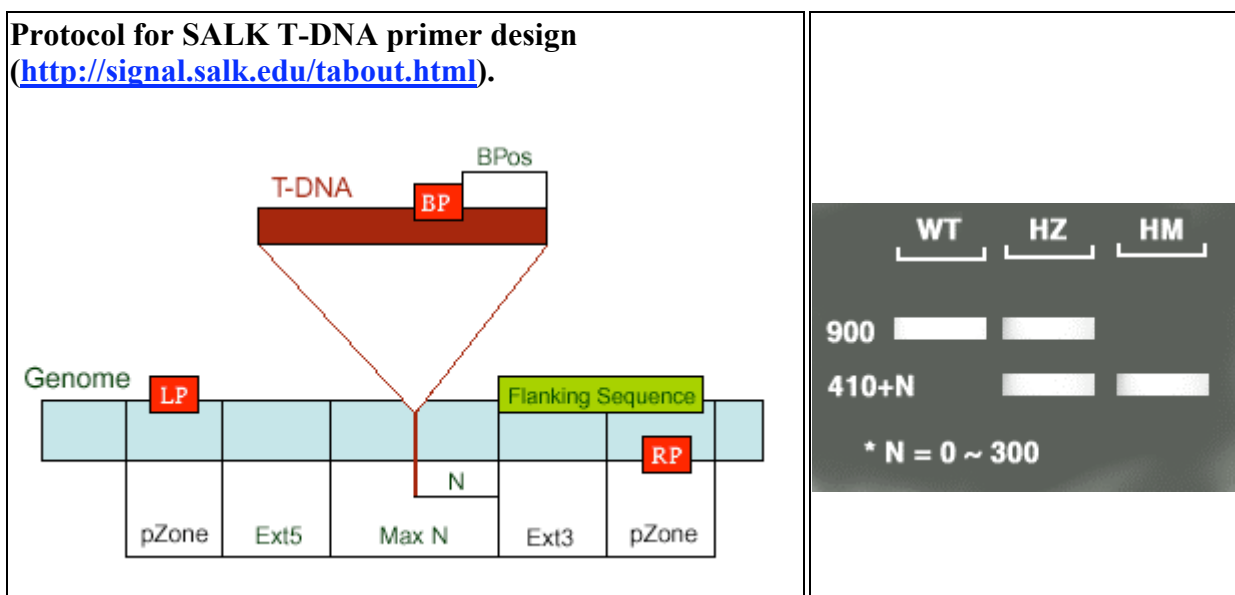 Protocol for SALK T-DNA primer design
(http://signal.salk.edu/tabout.html).
BPos
T-DNA
BP
Genome
LP
Flanking Sequence
RP
N
pZone
Ext5
Max N
Ext3
pZone
WT HZ HM
900
410+N
* N = 0 ~ 300